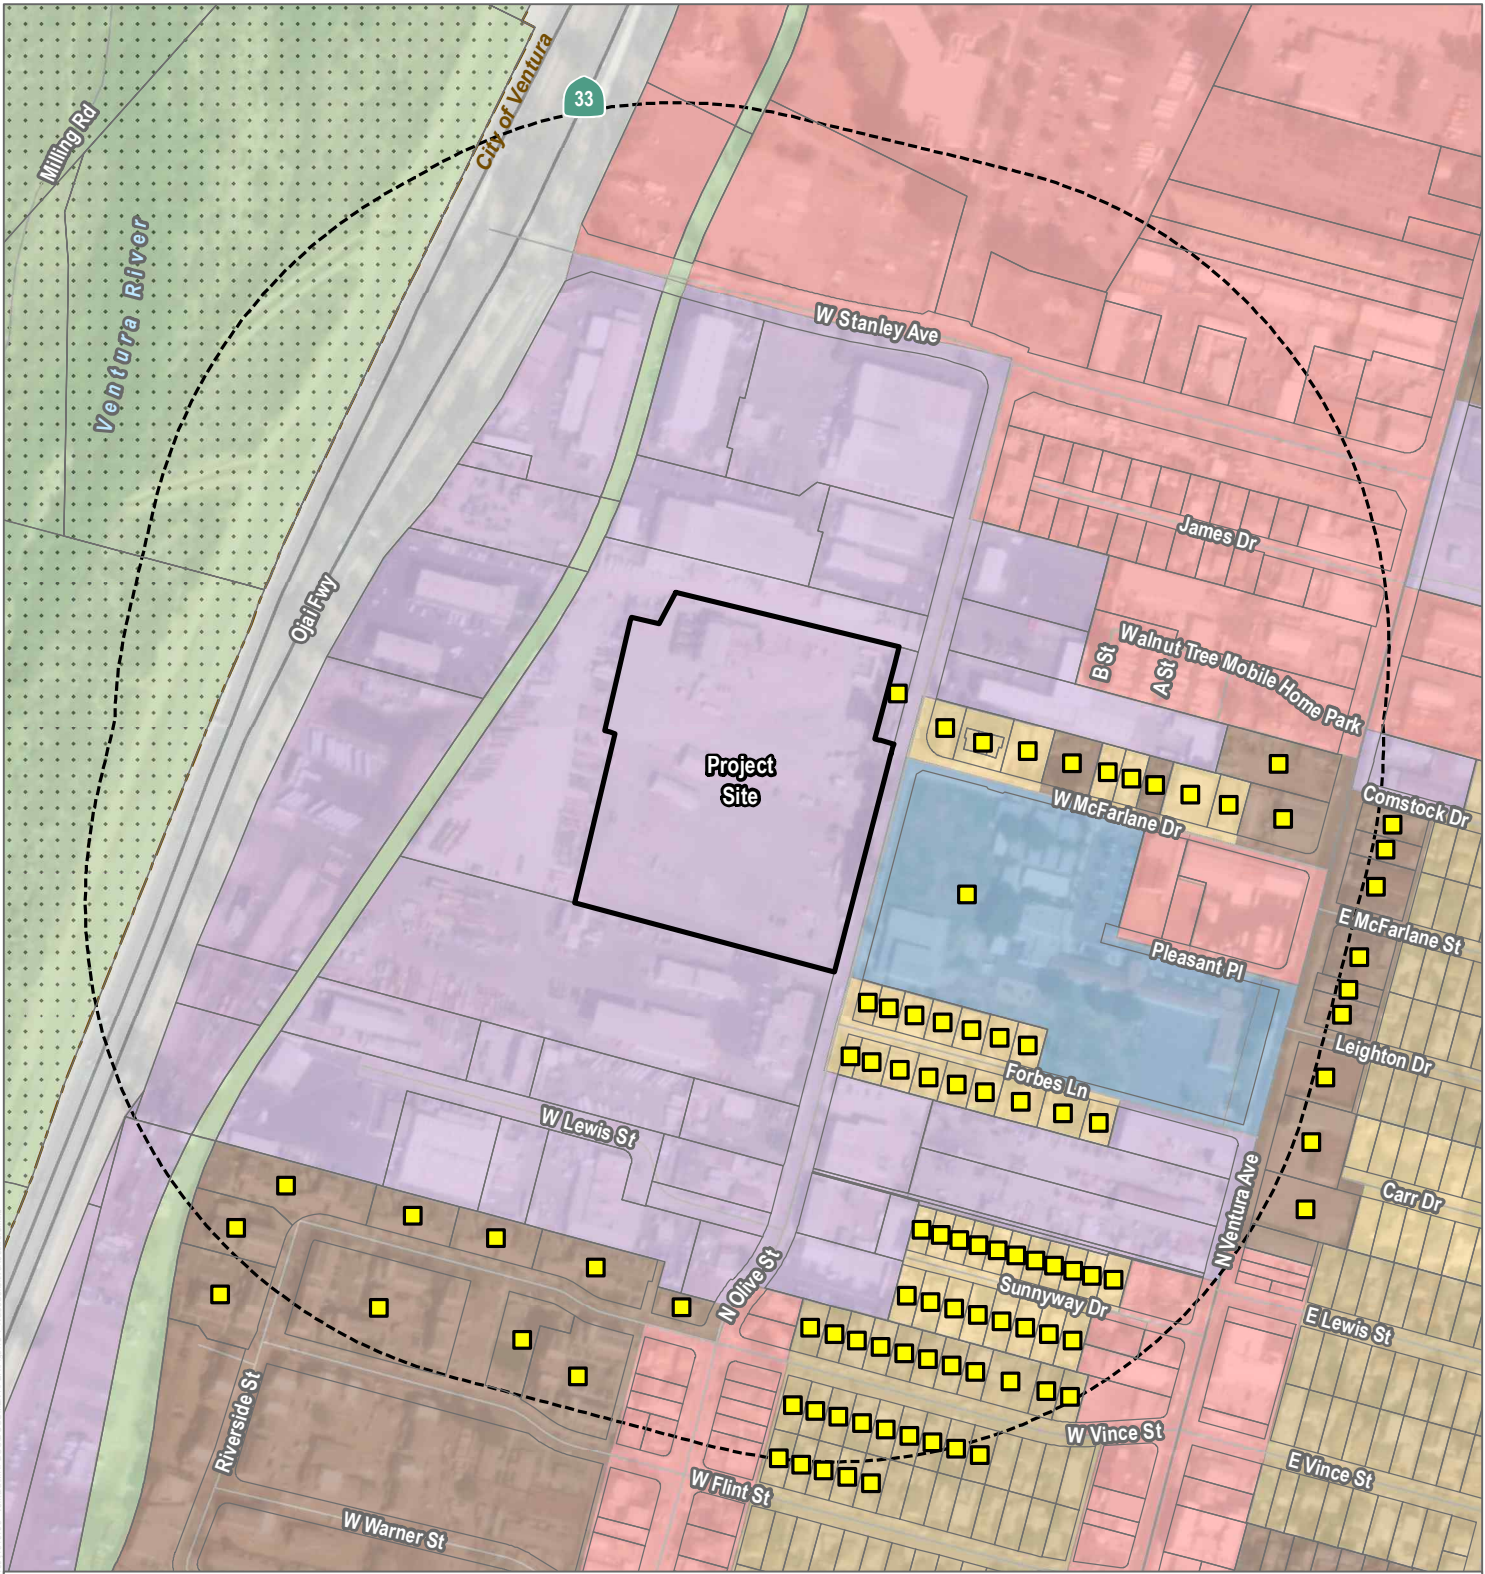 City of Ventura
33
Milling Rd
Ventura River
W Stanley Ave
James Dr
Ojai Fwy
Walnut Tree Mobile Home Park
B St
A St
Project
Site
W McFarlane Dr
Comstock Dr
E McFarlane St
Pleasant Pl
Leighton Dr
Forbes Ln
W Lewis St
Carr Dr
N Ventura Ave
N Olive St
Sunnyway Dr
E Lewis St
Riverside St
W Vince St
E Vince St
W Flint St
W Warner St